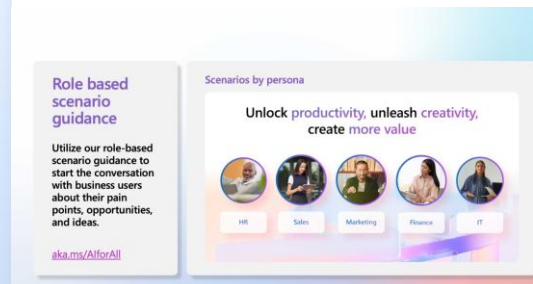 Role based
scenario
guidance
Utilize our role-based
scenario guidance to
start the conversation
with business users
about their pain
points, opportunities,
and ideas.
aka.ms/AIforAll
Scenarios by persona
Unlock productivity, unleash creativity,
create more value
HR
Sales
Marketing
Finance
IT